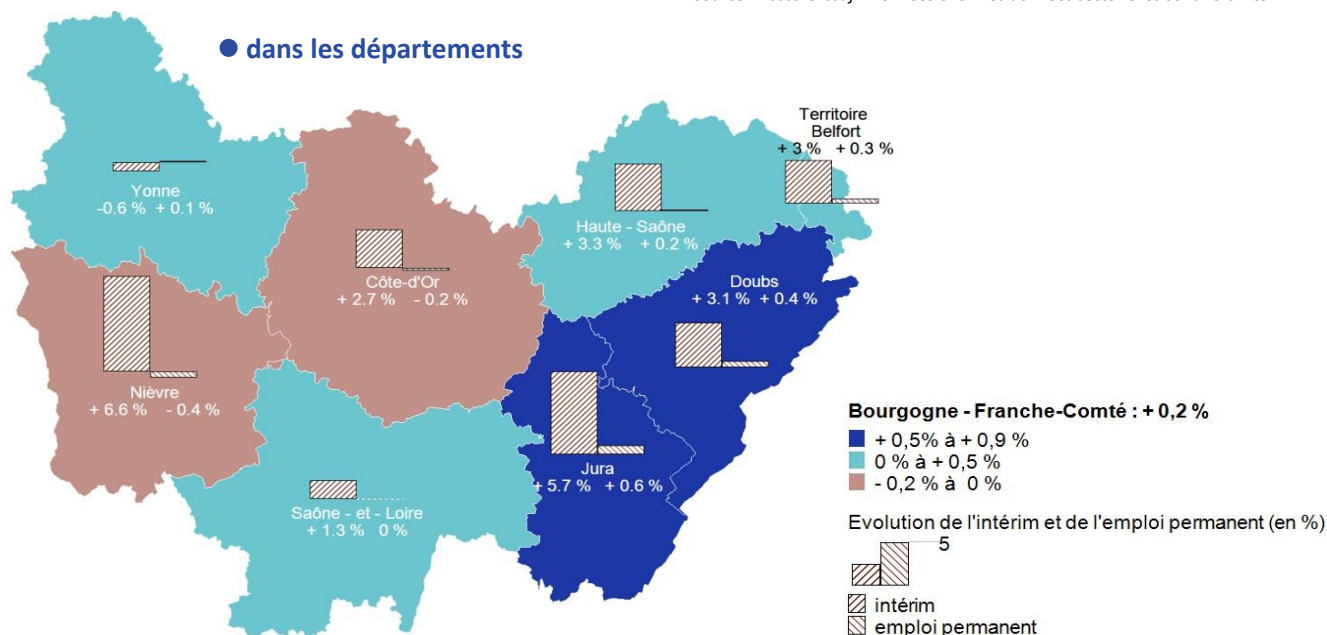 ● dans les départements
Territoire
Belfort
+ 3 % + 0.3 %
Yonne
-0.6 % + 0.1 %
Haute - Saône
+ 3.3 % + 0.2 %
Côte-d'Or
+ 2.7 % - 0.2 %
Doubs
+ 3.1 % + 0.4 %
Nièvre
+ 6.6 % - 0.4 %
Jura
+ 5.7 % + 0.6 %
Saône - et - Loire
+ 1.3 % 0 %
Bourgogne - Franche-Comté : + 0,2 %
+ 0,5% à + 0,9 %
0 % à + 0,5 %
- 0,2 % à 0 %
Evolution de l'intérim et de l'emploi permanent (en %)
5
intérim
emploi permanent